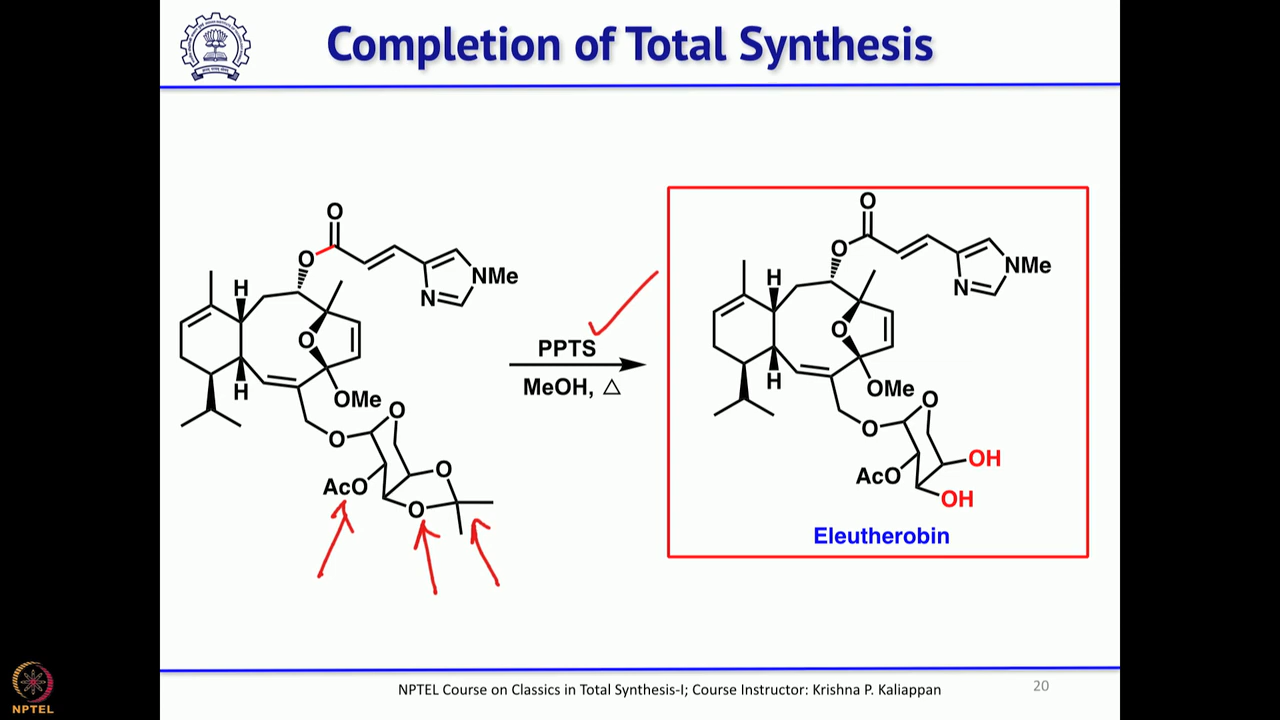 Completion of Total Synthesis
O
O
H
NMe
N
O
H
OMe
O
O
AcO
O
O
PPTS
MeOH, △
O
O
H
NMe
N
O
H
OMe
O
O
OH
AcO
OH
Eleutherobin
NPTEL Course on Classics in Total Synthesis-I; Course Instructor: Krishna P. Kaliappan
20
NPTEL